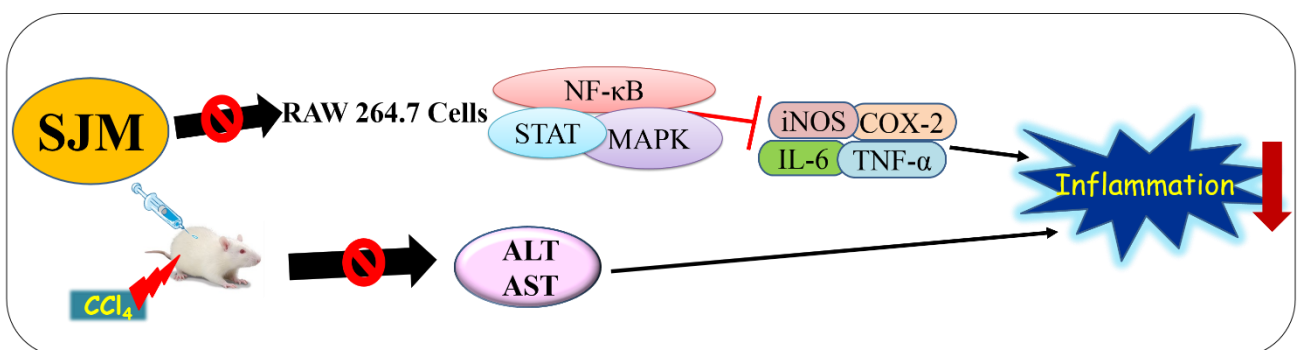 SJM
RAW 264.7 Cells
NF-κB
STAT
MAPK
iNOS
COX-2
IL-6
TNF-α
Inflammation
CCl₄
ALT
AST